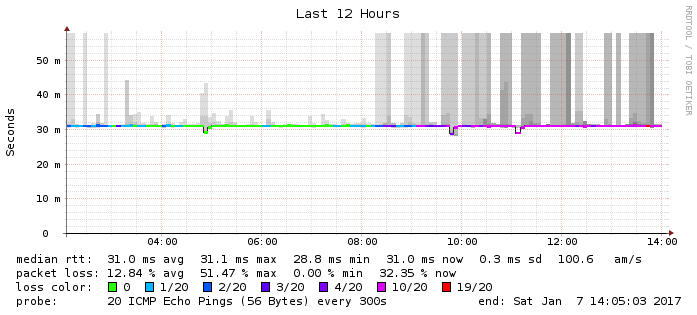 Last 12 Hours
RRDTOOL / TOBI OETIKER
Seconds
50 m
40 m
30 m
20 m
10 m
0
04:00 06:00 08:00 10:00 12:00 14:00
median rtt: 31.0 ms avg 31.1 ms max 28.8 ms min 31.0 ms now 0.3 ms sd 100.6 am/s
packet loss: 12.84 % avg 51.47 % max 0.00 % min 32.35 % now
loss color: 0 1/20 2/20 3/20 4/20 10/20 19/20
probe: 20 ICMP Echo Pings (56 Bytes) every 300s end: Sat Jan 7 14:05:03 2017